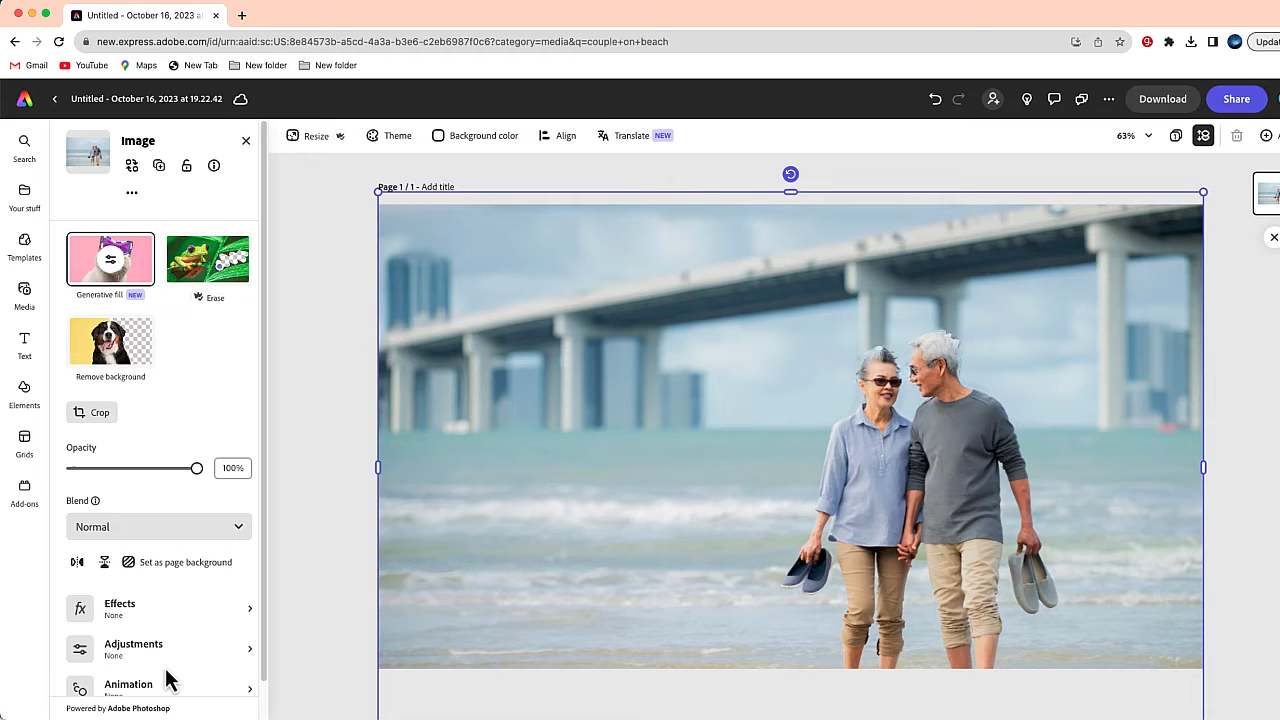 Untitled - October 16, 2023 a
new.express.adobe.com/id/urn:aaid:sc:US:8e84573b-a5cd-4a3a-b3e6-c2eb6987f0c6?category=media&q=couple+on+beach
Updat
Gmail YouTube Maps New Tab New folder New folder
Untitled - October 16, 2023 at 19.22.42
Download Share
Search
Your stuff
Templates
Media
Text
Elements
Grids
Add-ons
Image
Generative fill NEW
Erase
Remove background
Crop
Opacity
100%
Blend
Normal
Set as page background
Effects
None
Adjustments
None
Animation
Powered by Adobe Photoshop
Resize Theme Background color Align Translate NEW 63%
Page 1 / 1 - Add title